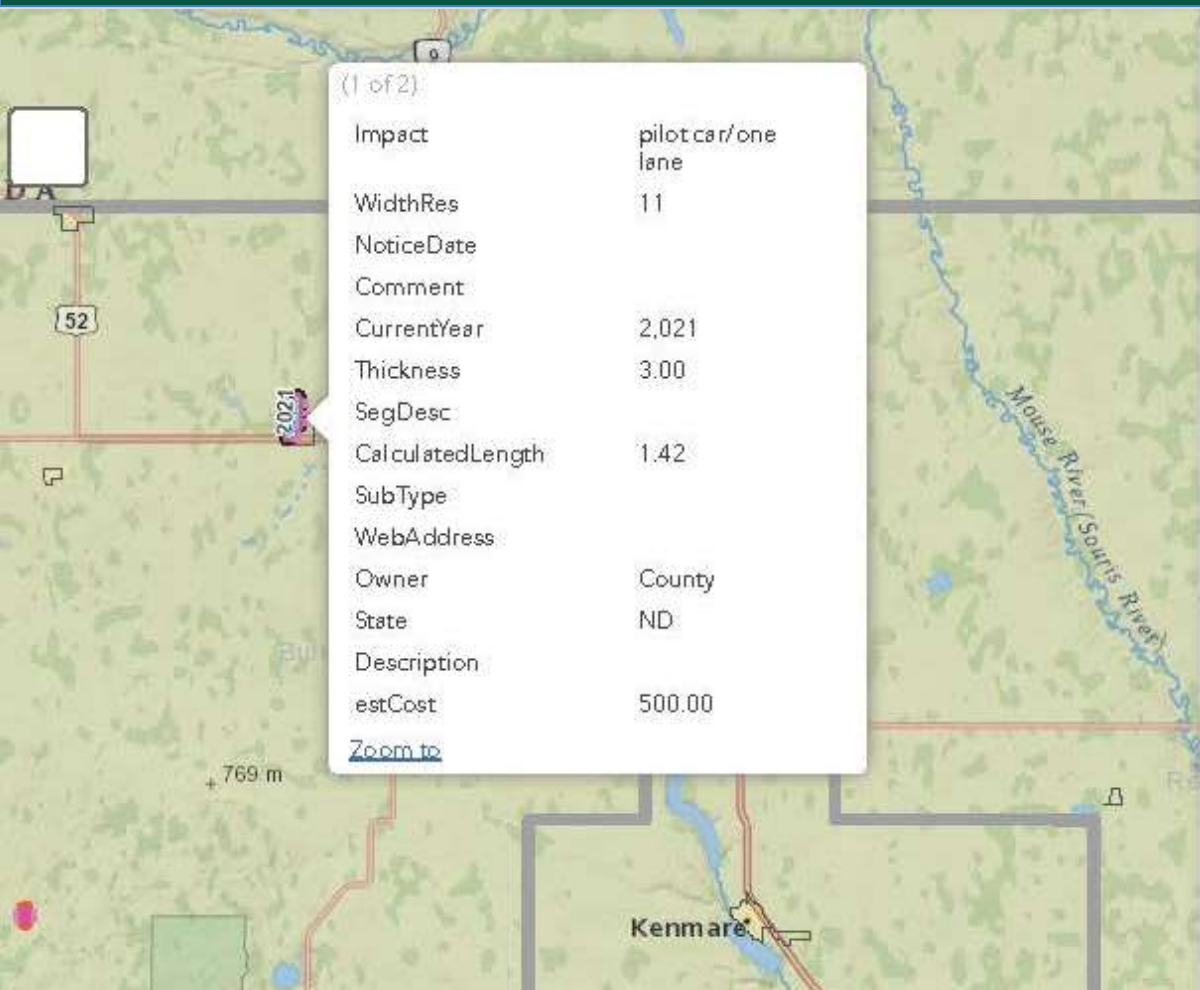 9
(1 of 2)
Impact pilot car/one
lane
D A
WidthRes 11
NoticeDate
Comment
52
CurrentYear 2,021
Thickness 3.00
2021
SegDesc
CalculatedLength 1.42
SubType
WebAddress
Mouse River (Souris River)
Owner County
State ND
Description
estCost 500.00
Zoom to
769 m
Kenmare